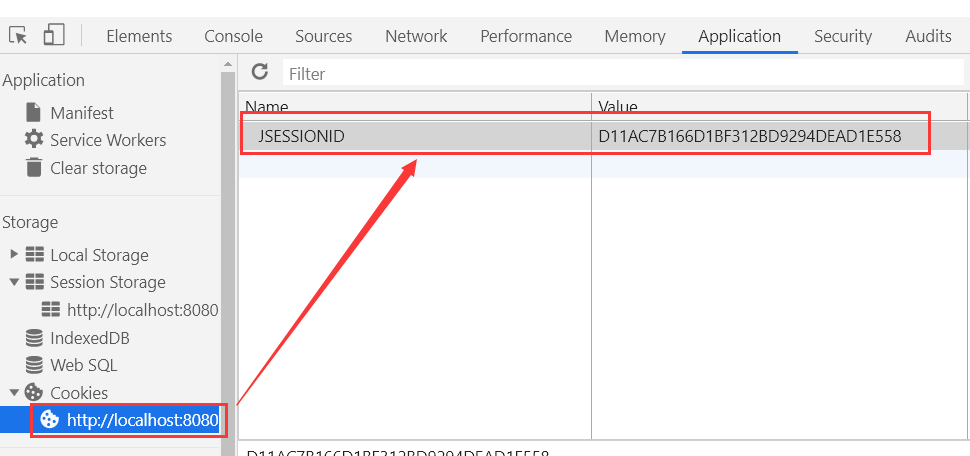 Elements Console Sources Network Performance Memory Application Security Audits
Application
Manifest
Service Workers
Clear storage
Storage
Local Storage
Session Storage
http://localhost:8080
IndexedDB
Web SQL
Cookies
http://localhost:8080
Filter
Name Value
JSESSIONID D11AC7B166D1BF312BD9294DEAD1E558
D11AC7B166D1BF312BD9294DEAD1E558